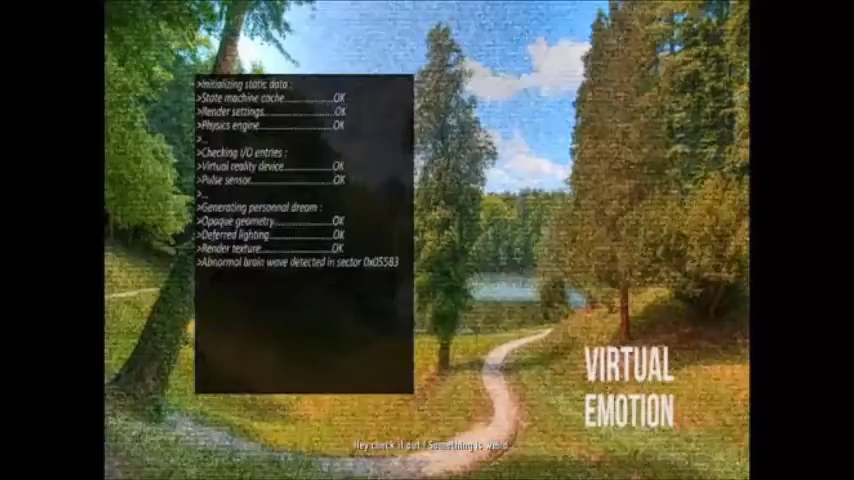 >Initializing static data :
>State machine cache...............OK
>Render settings......................OK
>Physics engine.......................OK
>...
>Checking I/O entries :
>Virtual reality device...............OK
>Pulse sensor..........................OK
>...
>Generating personnal dream :
>Opaque geometry...................OK
>Deferred lighting....................OK
>Render texture.......................OK
>Abnormal brain wave detected in sector 0x05583
VIRTUAL
EMOTION
Hey check it out ! Something is weird.